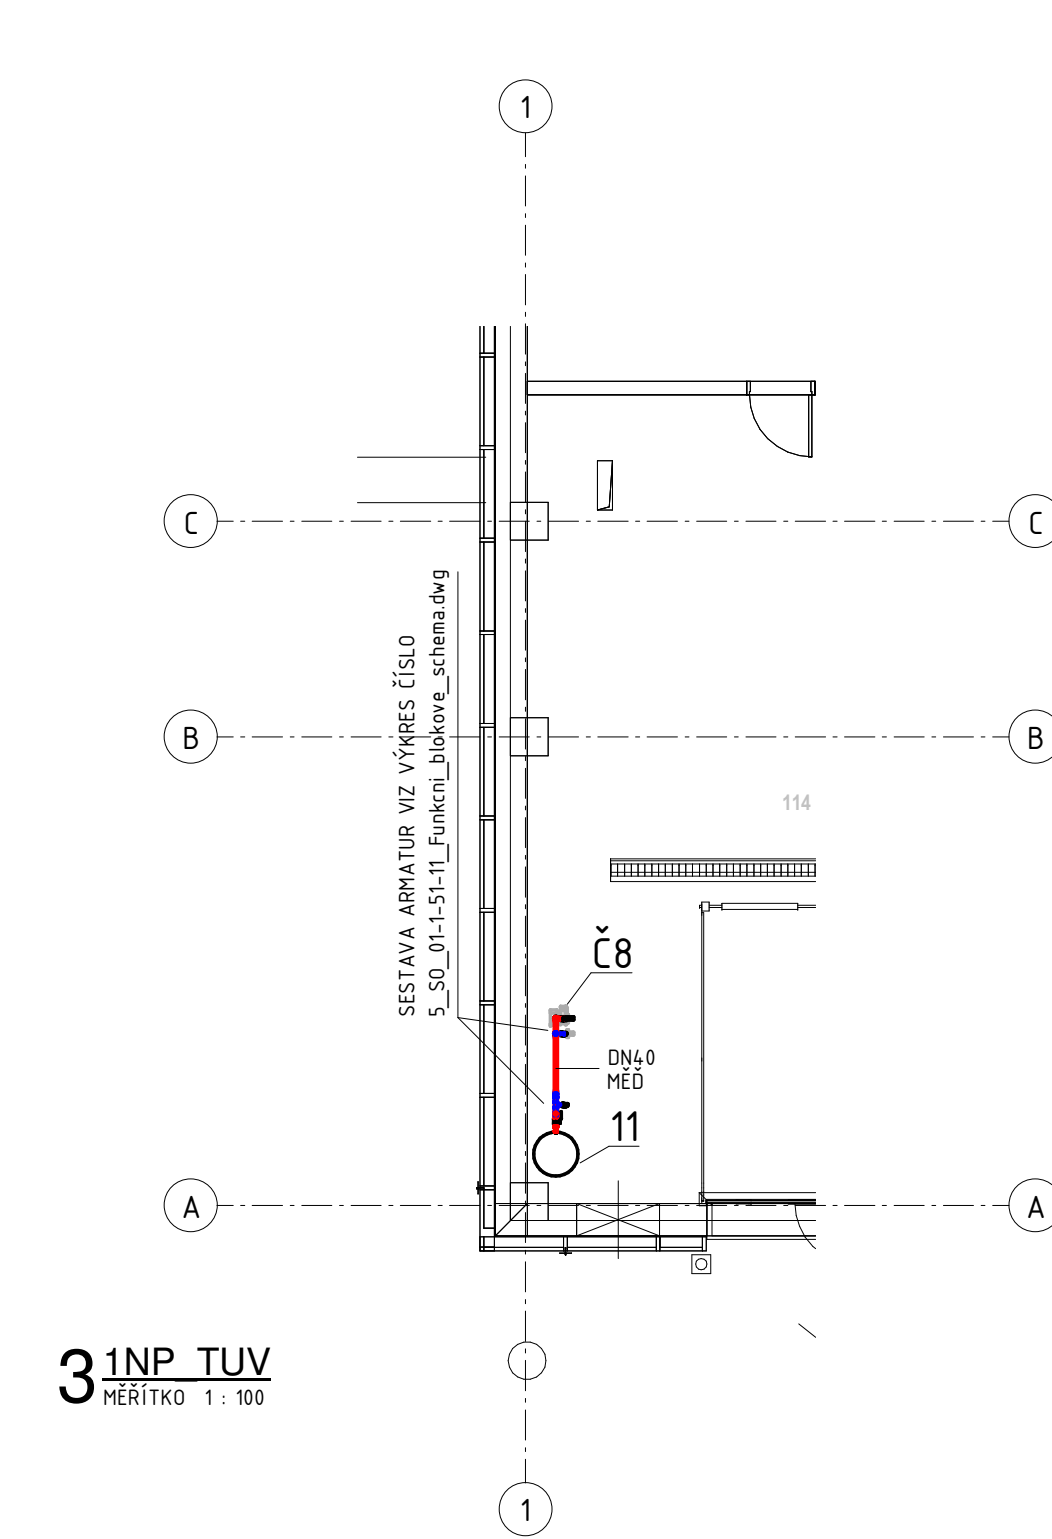 1
C
C
SESTAVA ARMATUR VIZ VÝKRES ČÍSLO
5_SO_01-1-51-11_Funkcni_blokove_schema.dwg
B
B
114
Č8
DN40
MĚĎ
11
A
A
3
1NP_TUV
MĚŘÍTKO 1 : 100
1